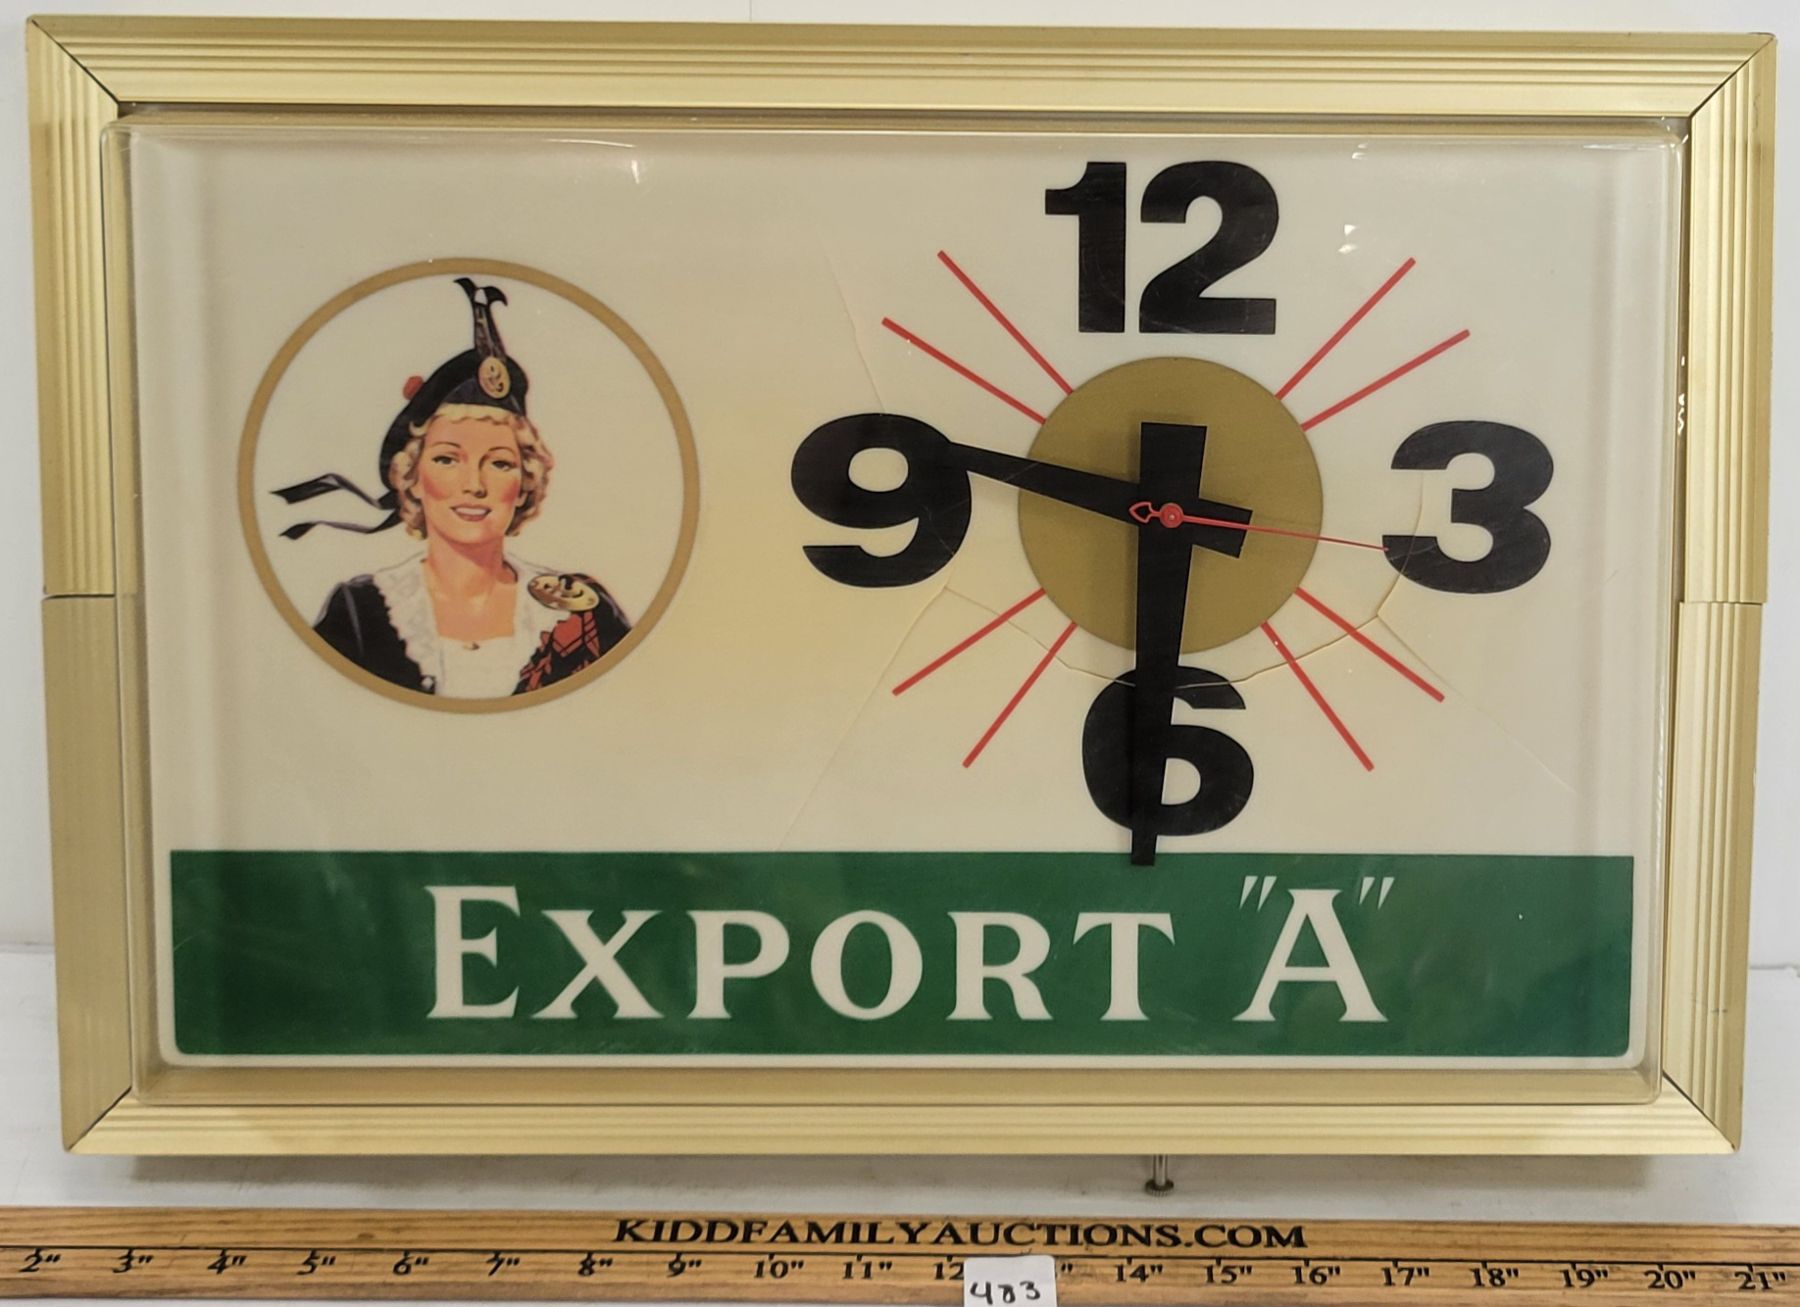 12
9 3
6
EXPORT "A"
KIDDFAMILYAUCTIONS.COM
2" 3" 4" 5" 6" 7" 8" 9" 10" 11" 12 " 14" 15" 16" 17" 18" 19" 20" 21"
483